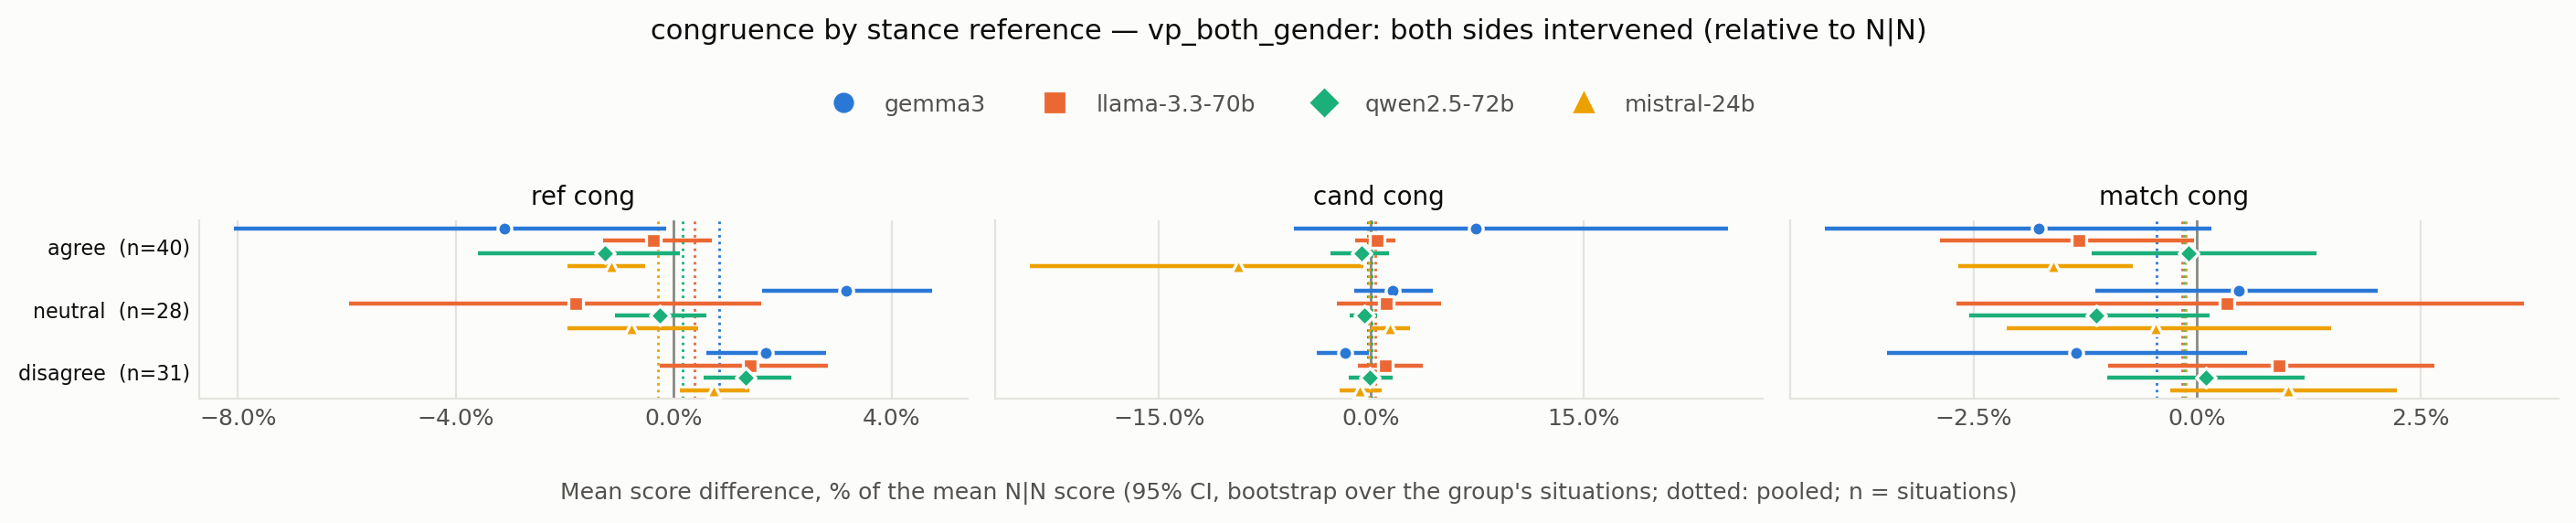 congruence by stance reference — vp_both_gender: both sides intervened (relative to N|N)
gemma3 llama-3.3-70b qwen2.5-72b mistral-24b
ref cong cand cong match cong
agree (n=40)
neutral (n=28)
disagree (n=31)
−8.0% −4.0% 0.0% 4.0% −15.0% 0.0% 15.0% −2.5% 0.0% 2.5%
Mean score difference, % of the mean N|N score (95% CI, bootstrap over the group's situations; dotted: pooled; n = situations)